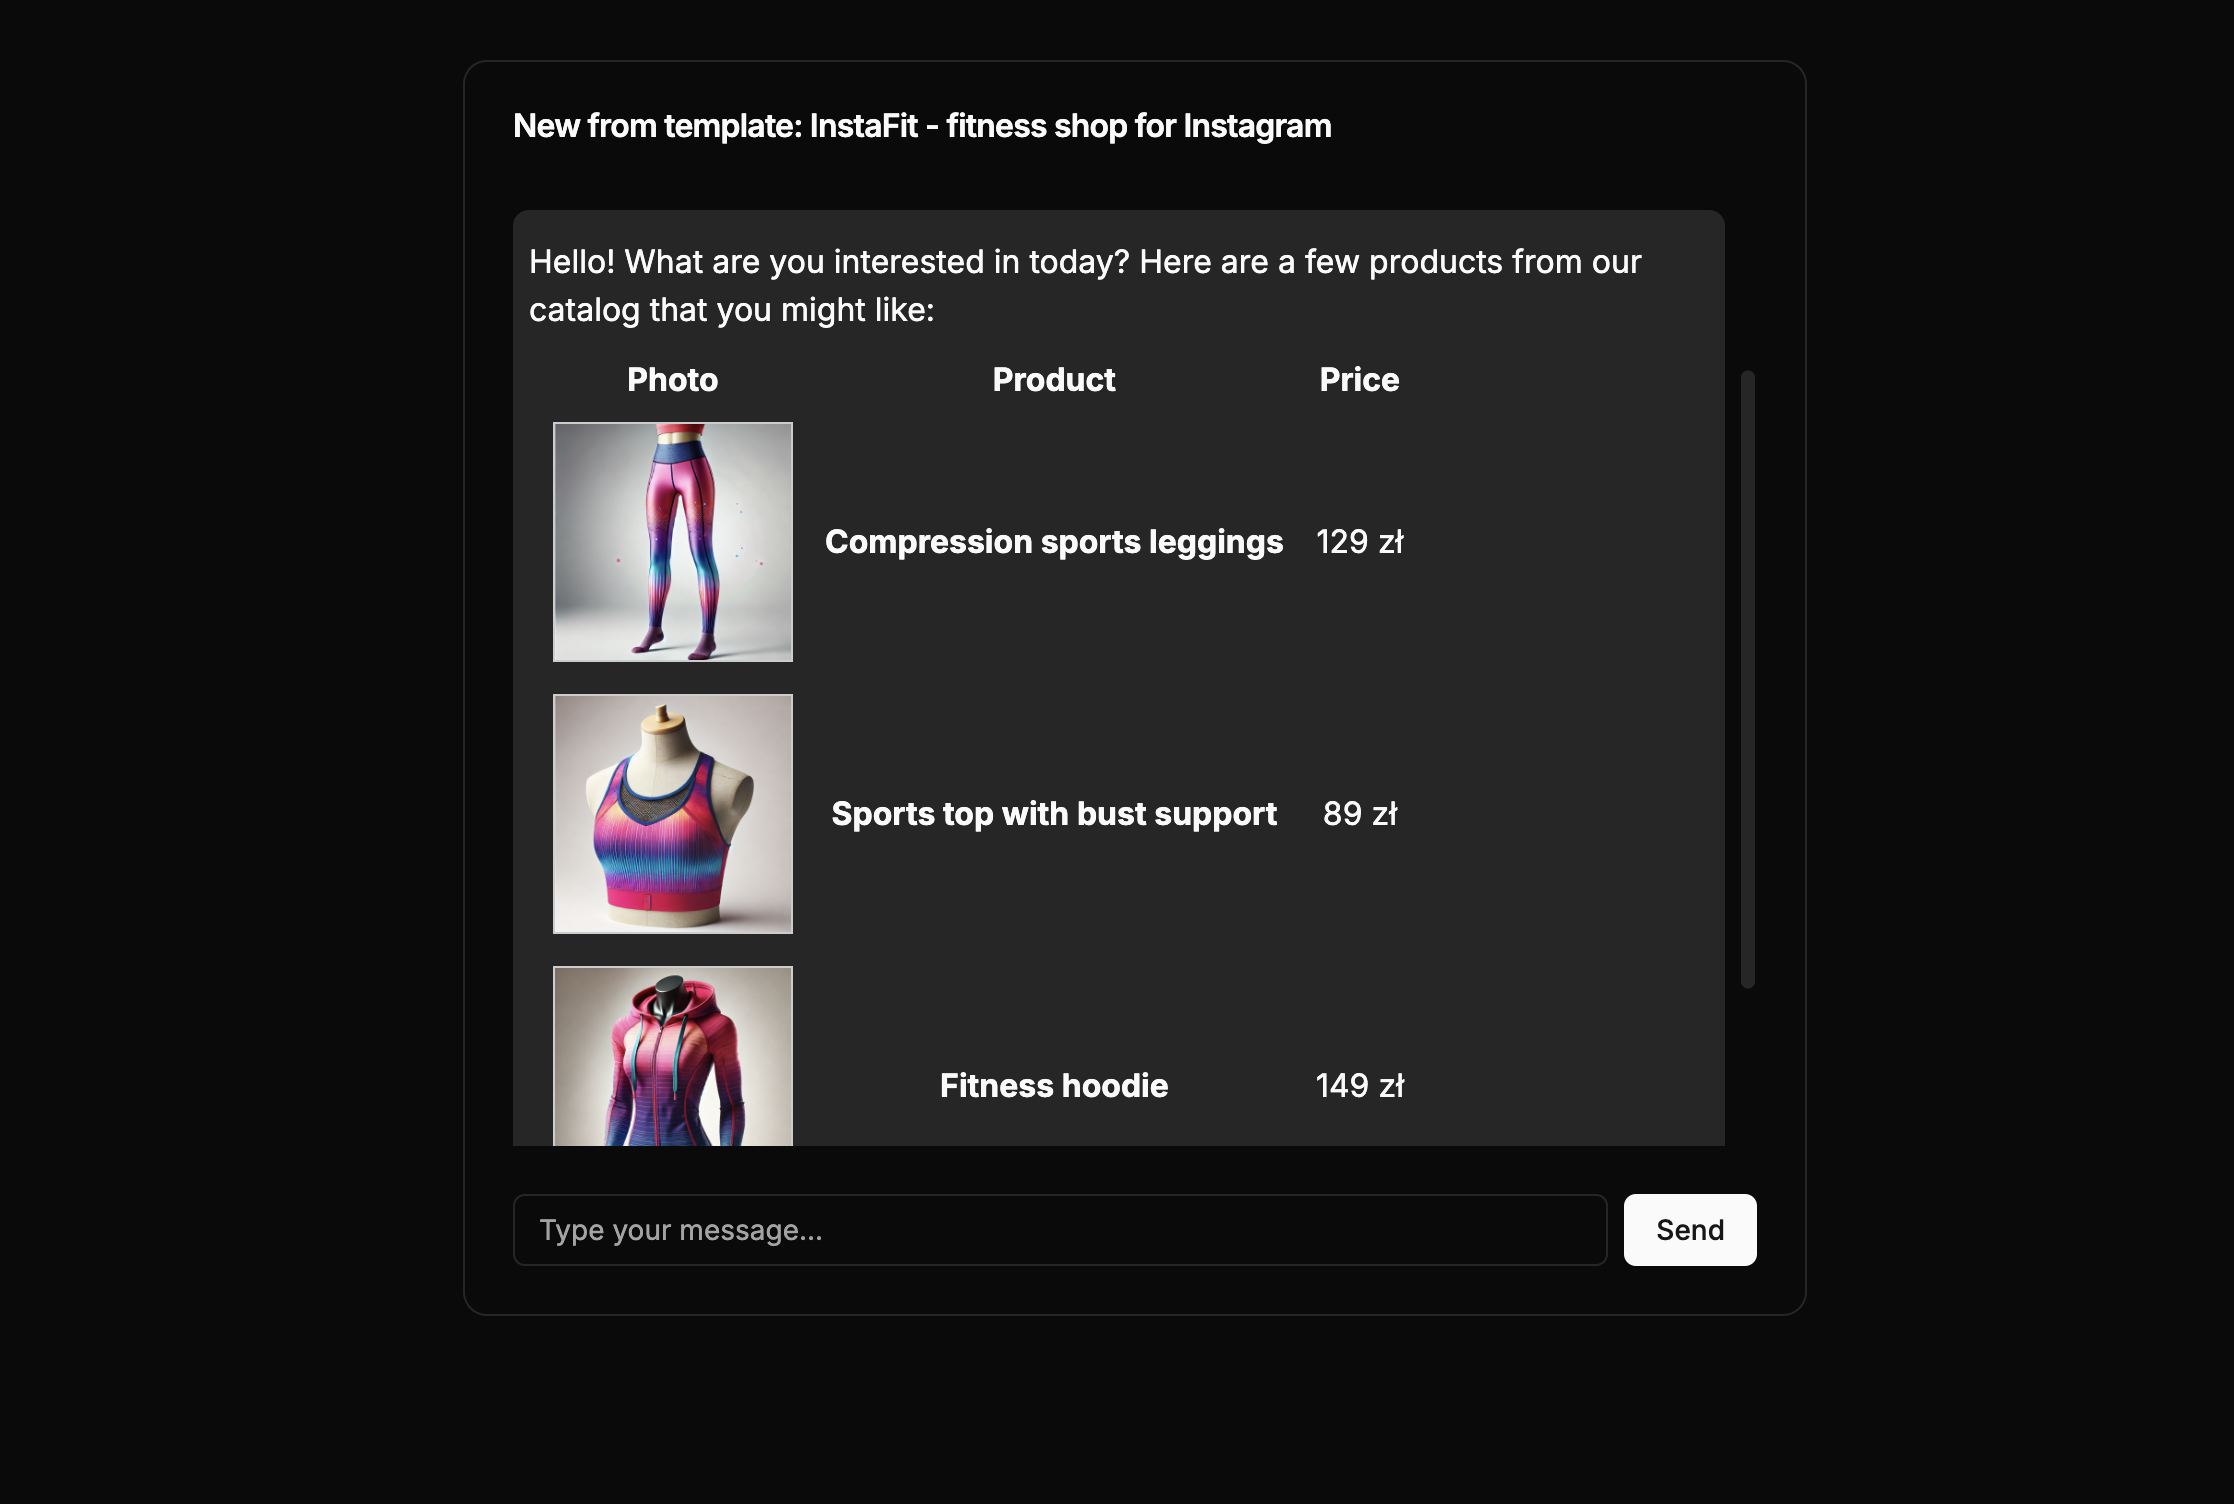 New from template: InstaFit - fitness shop for Instagram
Hello! What are you interested in today? Here are a few products from our
catalog that you might like:
Photo Product Price
Compression sports leggings 129 zł
Sports top with bust support 89 zł
Fitness hoodie 149 zł
Type your message...
Send